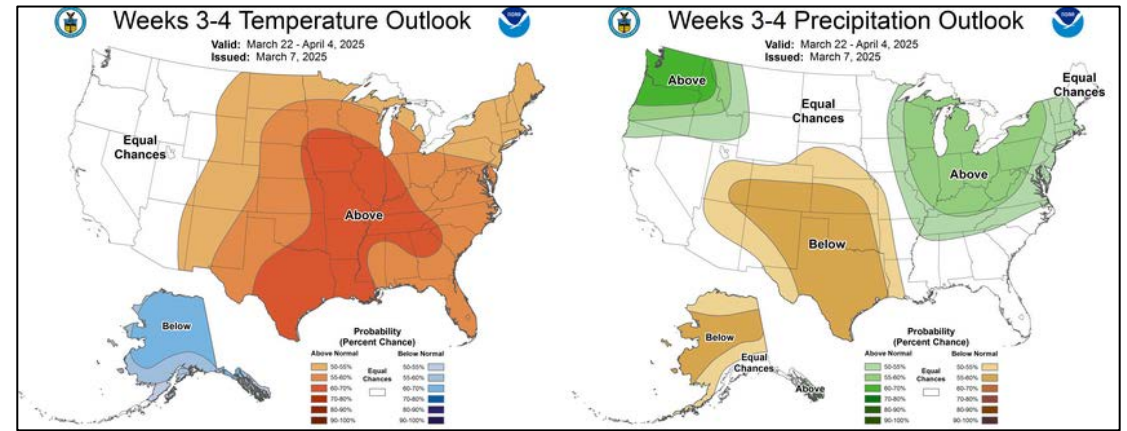 Weeks 3-4 Temperature Outlook
Valid: March 22 - April 4, 2025
Issued: March 7, 2025
Equal
Chances
Above
Below
Probability
(Percent Chance)
Above Normal
Below Normal
50-55%
55-60%
60-70%
70-80%
80-90%
90-100%
Equal
Chances
50-55%
55-60%
60-70%
70-80%
80-90%
90-100%
Weeks 3-4 Precipitation Outlook
Valid: March 22 - April 4, 2025
Issued: March 7, 2025
Above
Equal
Chances
Equal
Chances
Above
Below
Below
Equal
Chances
Above
Probability
(Percent Chance)
Above Normal
Below Normal
50-55%
55-60%
60-70%
70-80%
80-90%
90-100%
Equal
Chances
50-55%
55-60%
60-70%
70-80%
80-90%
90-100%